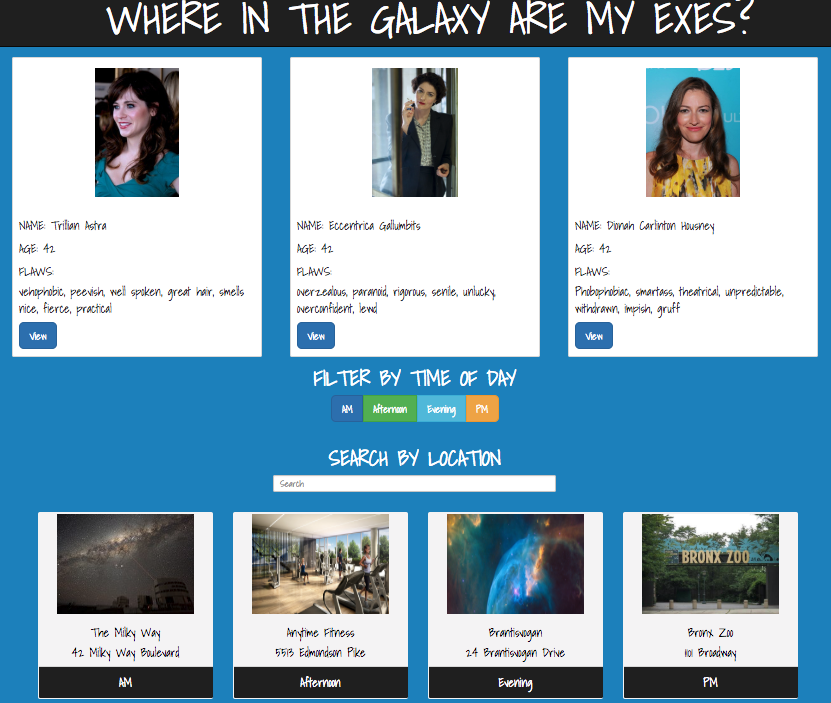 WHERE IN THE GALAXY ARE MY EXES?
NAME: Trillian Astra
AGE: 42
FLAWS:
vehophobic, peevish, well spoken, great hair, smells
nice, fierce, practical
View
NAME: Eccentrica Gallumbits
AGE: 42
FLAWS:
overzealous, paranoid, rigorous, senile, unlucky,
overconfident, lewd
View
NAME: Dionah Carlinton Housney
AGE: 42
FLAWS:
Phobophobiac, smartass, theatrical, unpredictable,
withdrawn, impish, gruff
View
FILTER BY TIME OF DAY
AM Afternoon Evening PM
SEARCH BY LOCATION
Search
The Milky Way
42 Milky Way Boulevard
AM
Anytime Fitness
5513 Edmondson Pike
Afternoon
Brantisvogan
24 Brantisvogan Drive
Evening
BRONX ZOO
Bronx Zoo
1101 Broadway
PM